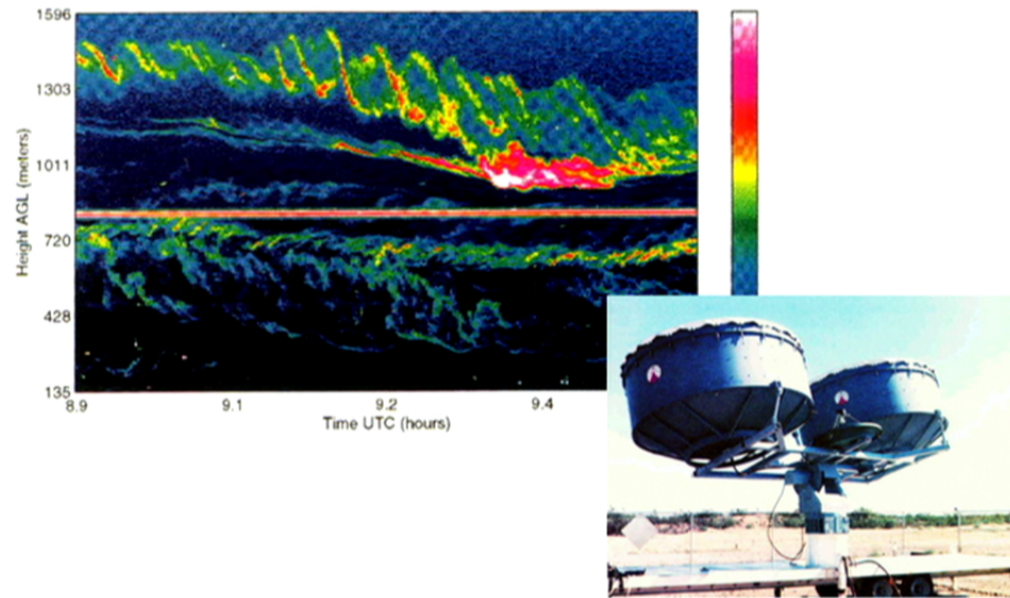 1596
1303
1011
720
428
135
Height AGL (meters)
8.9 9.1 9.2 9.4
Time UTC (hours)